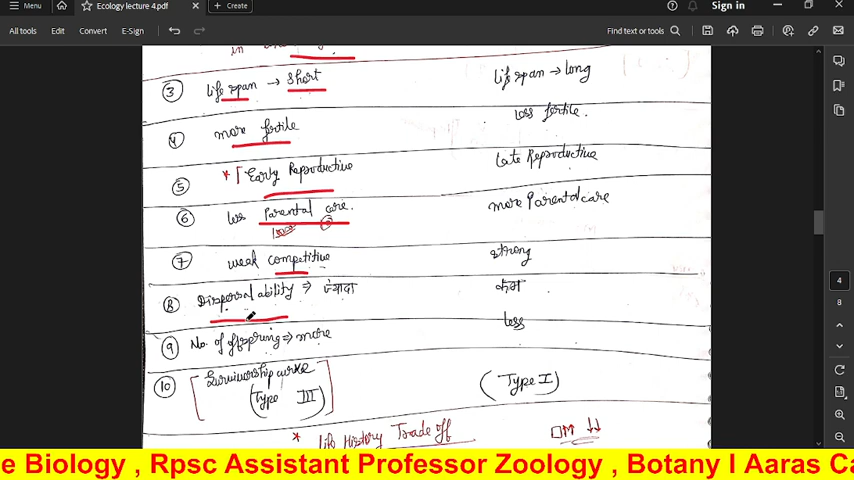 Menu
Ecology lecture 4.pdf
Create
Sign in
All tools Edit Convert E-Sign
Find text or tools
in
③ Life span → Short Life span → long
④ more fertile less fertile.
⑤ * Early Reproductive Late Reproductive
⑥ less Parental care. more Parental care
⑦ weak competitive strong
⑧ Dispersal ability ⇒ ज्यादा कम
⑨ No. of offspring ⇒ more less
⑩ Survivorship curve
(Type III) (Type I)
* life History Trade off ↑↑ ↓↓
4
8
e Biology , Rpsc Assistant Professor Zoology , Botany I Aaras Ca